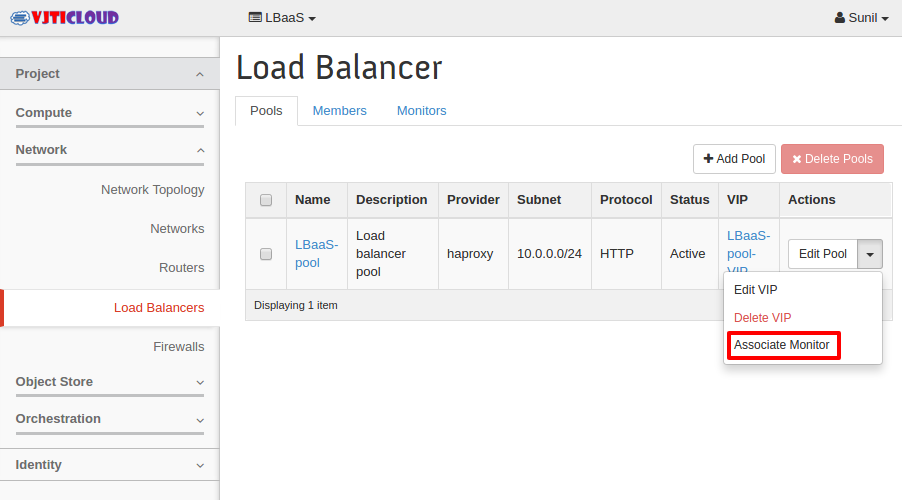 VJTICLOUD
LBaaS
Sunil
Project
Compute
Network
Network Topology
Networks
Routers
Load Balancers
Firewalls
Object Store
Orchestration
Identity
Load Balancer
Pools Members Monitors
Add Pool Delete Pools
Name Description Provider Subnet Protocol Status VIP Actions
LBaaS-
pool
Load
balancer
pool
haproxy
10.0.0.0/24
HTTP
Active
LBaaS-
pool-
VIP
Edit Pool
Displaying 1 item
Edit VIP
Delete VIP
Associate Monitor